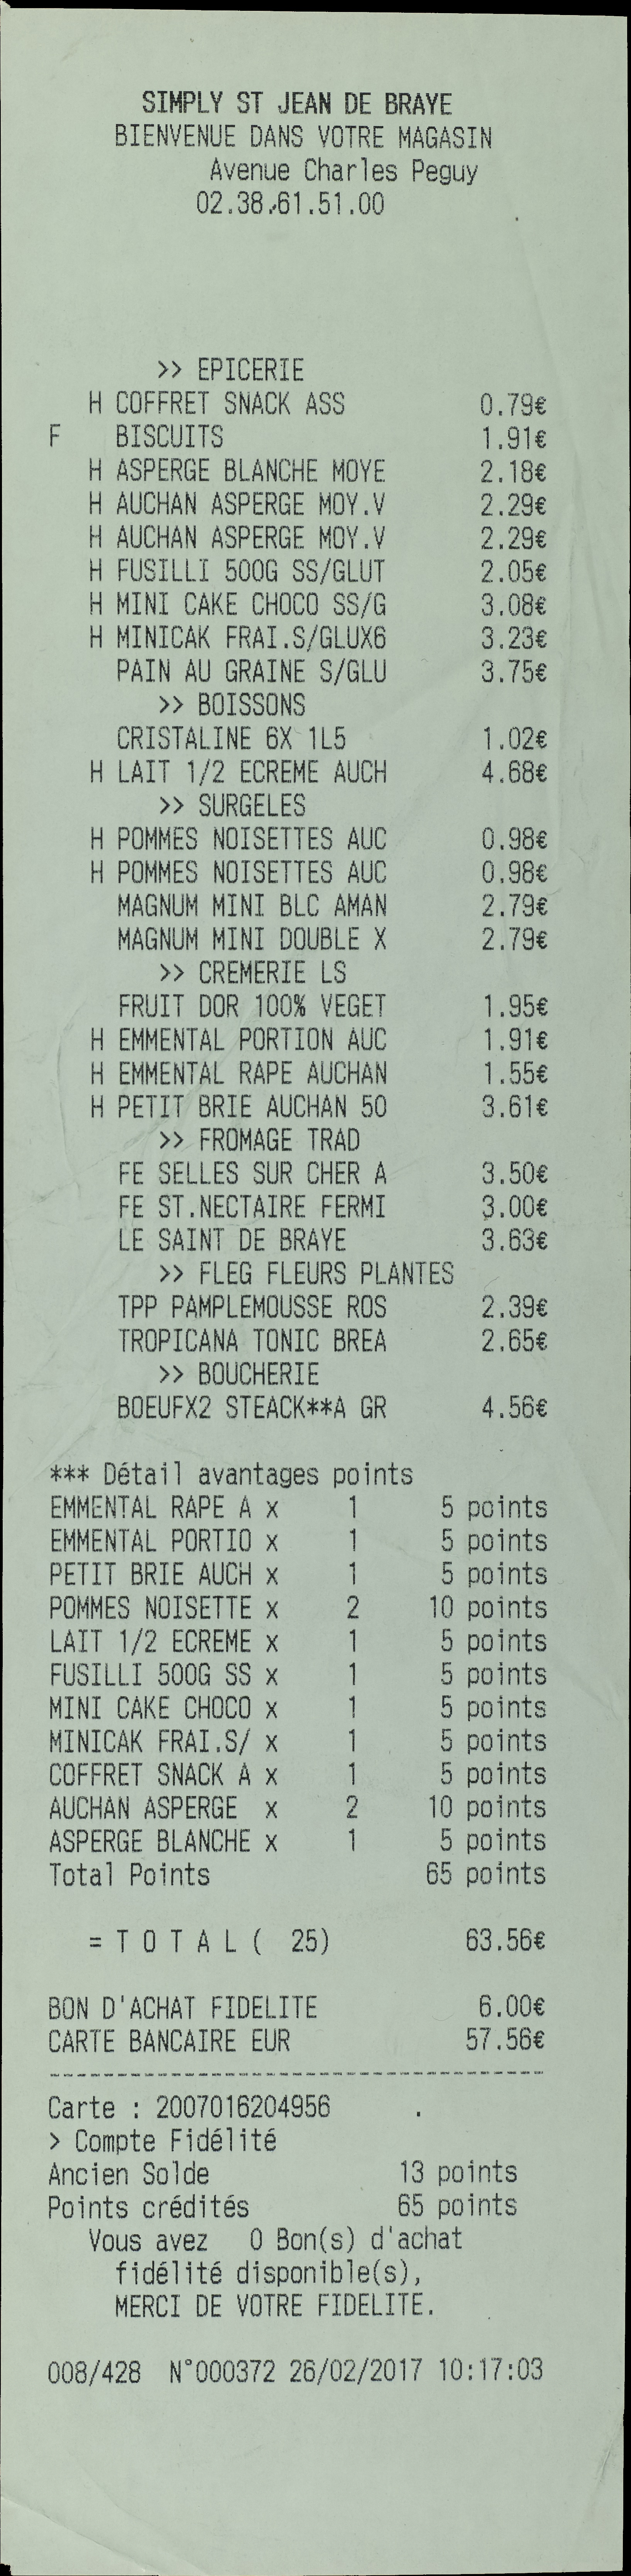 SIMPLY ST JEAN DE BRAYE
BIENVENUE DANS VOTRE MAGASIN
Avenue Charles Peguy
02.38.61.51.00
>> EPICERIE
H COFFRET SNACK ASS 0.79€
F BISCUITS 1.91€
H ASPERGE BLANCHE MOYE 2.18€
H AUCHAN ASPERGE MOY.V 2.29€
H AUCHAN ASPERGE MOY.V 2.29€
H FUSILLI 500G SS/GLUT 2.05€
H MINI CAKE CHOCO SS/G 3.08€
H MINICAK FRAI.S/GLUX6 3.23€
PAIN AU GRAINE S/GLU 3.75€
>> BOISSONS
CRISTALINE 6X 1L5 1.02€
H LAIT 1/2 ECREME AUCH 4.68€
>> SURGELES
H POMMES NOISETTES AUC 0.98€
H POMMES NOISETTES AUC 0.98€
MAGNUM MINI BLC AMAN 2.79€
MAGNUM MINI DOUBLE X 2.79€
>> CREMERIE LS
FRUIT DOR 100% VEGET 1.95€
H EMMENTAL PORTION AUC 1.91€
H EMMENTAL RAPE AUCHAN 1.55€
H PETIT BRIE AUCHAN 50 3.61€
>> FROMAGE TRAD
FE SELLES SUR CHER A 3.50€
FE ST.NECTAIRE FERMI 3.00€
LE SAINT DE BRAYE 3.63€
>> FLEG FLEURS PLANTES
TPP PAMPLEMOUSSE ROS 2.39€
TROPICANA TONIC BREA 2.65€
>> BOUCHERIE
BOEUFX2 STEACK**A GR 4.56€
*** Détail avantages points
EMMENTAL RAPE A x 1 5 points
EMMENTAL PORTIO x 1 5 points
PETIT BRIE AUCH x 1 5 points
POMMES NOISETTE x 2 10 points
LAIT 1/2 ECREME x 1 5 points
FUSILLI 500G SS x 1 5 points
MINI CAKE CHOCO x 1 5 points
MINICAK FRAI.S/ x 1 5 points
COFFRET SNACK A x 1 5 points
AUCHAN ASPERGE x 2 10 points
ASPERGE BLANCHE x 1 5 points
Total Points 65 points
= T O T A L ( 25) 63.56€
BON D'ACHAT FIDELITE 6.00€
CARTE BANCAIRE EUR 57.56€
Carte : 2007016204956
> Compte Fidélité
Ancien Solde 13 points
Points crédités 65 points
Vous avez 0 Bon(s) d'achat
fidélité disponible(s),
MERCI DE VOTRE FIDELITE.
008/428 N°000372 26/02/2017 10:17:03